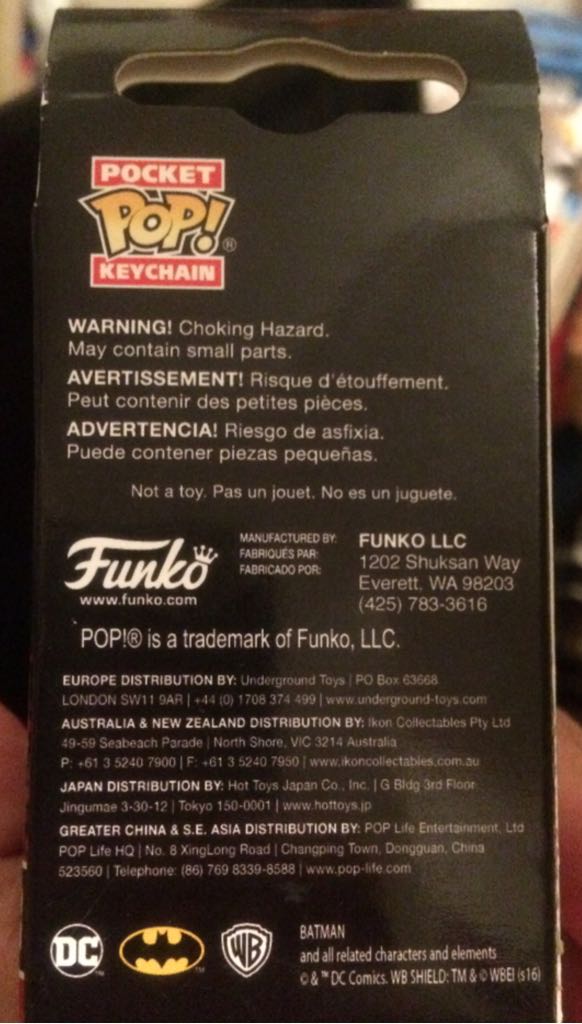 POCKET
POP!®
KEYCHAIN
WARNING! Choking Hazard.
May contain small parts.
AVERTISSEMENT! Risque d'étouffement.
Peut contenir des petites pièces.
ADVERTENCIA! Riesgo de asfixia.
Puede contener piezas pequeñas.
Not a toy. Pas un jouet. No es un juguete.
Funko
www.funko.com
MANUFACTURED BY:
FABRIQUÉS PAR:
FABRICADO POR:
FUNKO LLC
1202 Shuksan Way
Everett, WA 98203
(425) 783-3616
POP!® is a trademark of Funko, LLC.
EUROPE DISTRIBUTION BY: Underground Toys | PO Box 63668
LONDON SW11 9AR | +44 (0) 1708 374 499 | www.underground-toys.com
AUSTRALIA & NEW ZEALAND DISTRIBUTION BY: Ikon Collectables Pty Ltd
49-59 Seabeach Parade | North Shore, VIC 3214 Australia
P: +61 3 5240 7900 | F: +61 3 5240 7950 | www.ikoncollectables.com.au
JAPAN DISTRIBUTION BY: Hot Toys Japan Co., Inc. | G Bldg 3rd Floor
Jingumae 3-30-12 | Tokyo 150-0001 | www.hottoys.jp
GREATER CHINA & S.E. ASIA DISTRIBUTION BY: POP Life Entertainment, Ltd
POP Life HQ | No. 8 XingLong Road | Changping Town, Dongguan, China
523560 | Telephone: (86) 769 8339-8588 | www.pop-life.com
DC™
™
WB
BATMAN
and all related characters and elements
© & ™ DC Comics. WB SHIELD: TM & © WBEI (s16)